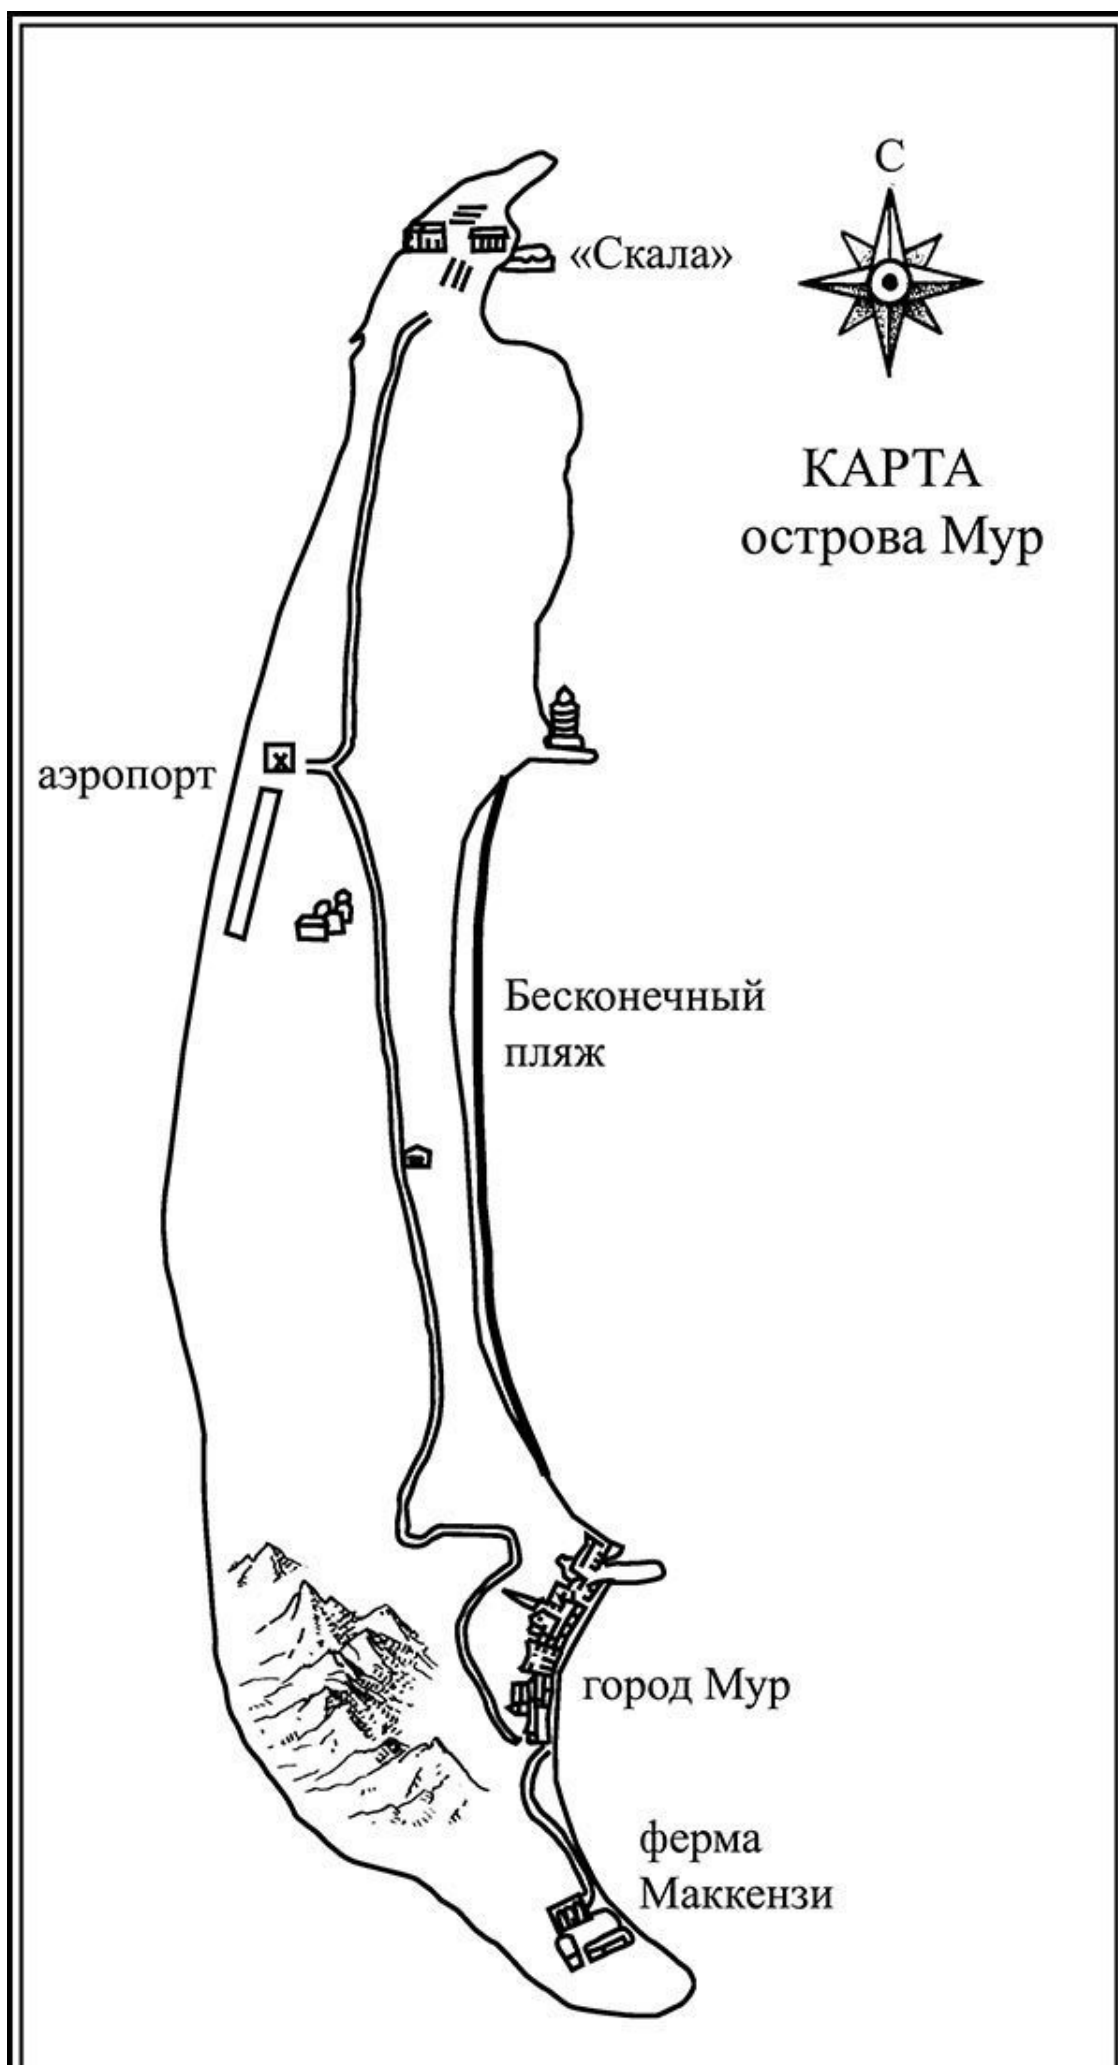 С
«Скала»
КАРТА
острова Мур
аэропорт
Бесконечный
пляж
город Мур
ферма
Маккензи